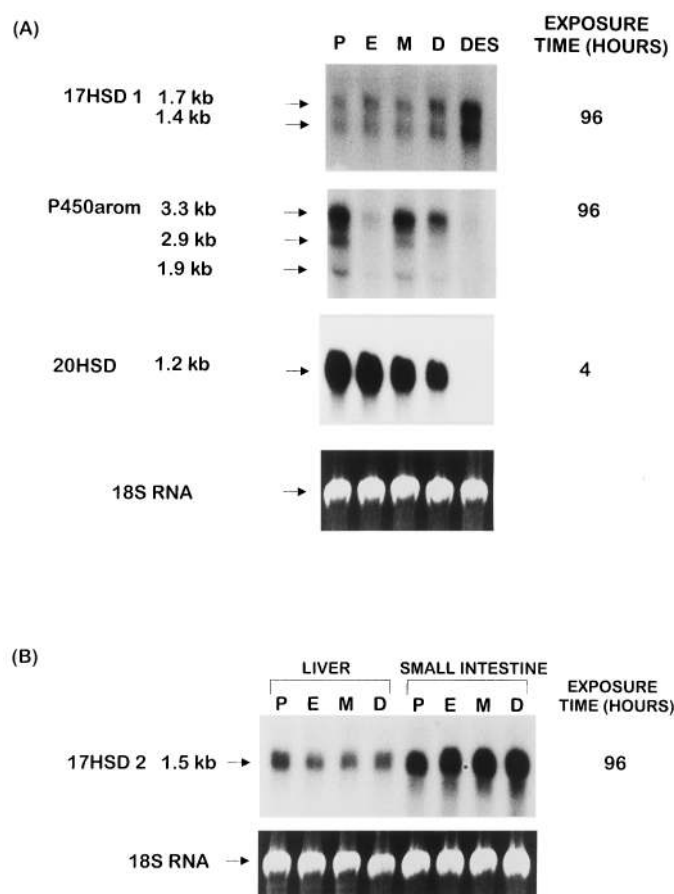 (A)
P E M D DES
EXPOSURE
TIME (HOURS)
17HSD 1 1.7 kb
1.4 kb
96
P450arom 3.3 kb
96
2.9 kb
1.9 kb
20HSD 1.2 kb
4
18S RNA
(B)
LIVER SMALL INTESTINE
P E M D P E M D
EXPOSURE
TIME (HOURS)
17HSD 2 1.5 kb
96
18S RNA